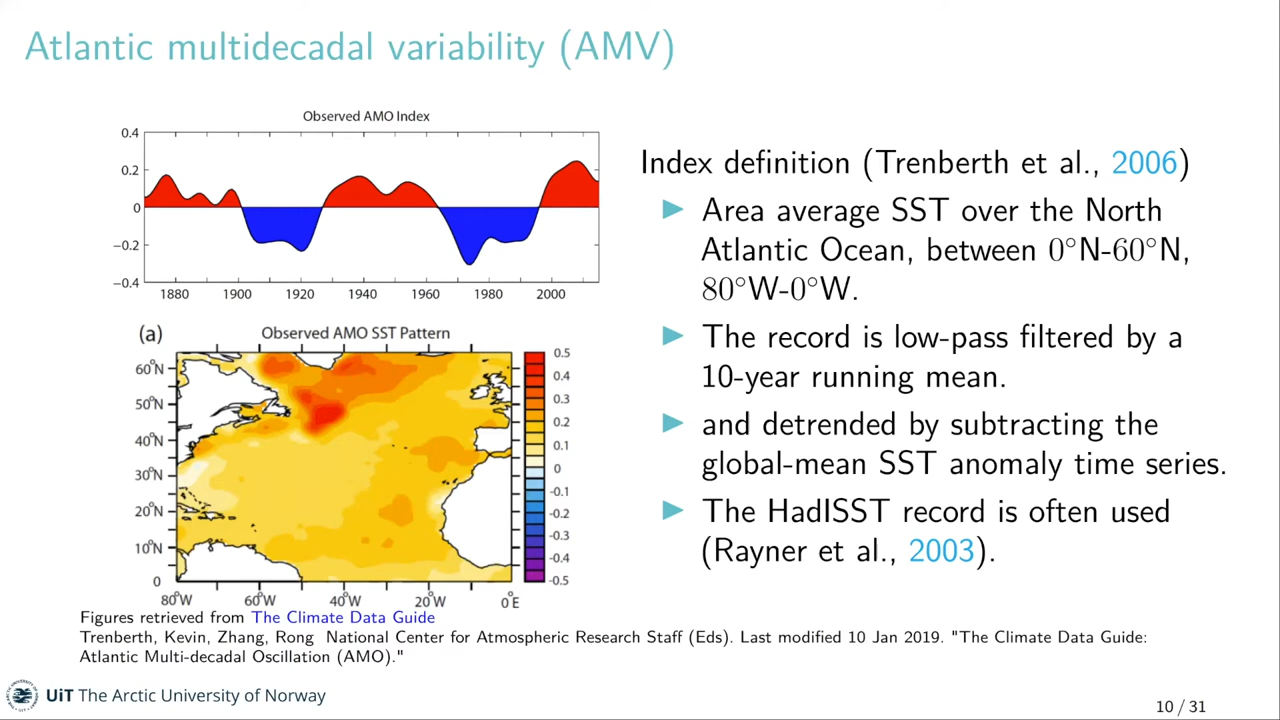 Atlantic multidecadal variability (AMV)
Observed AMO Index
0.4
0.2
0
−0.2
−0.4
1880 1900 1920 1940 1960 1980 2000
(a) Observed AMO SST Pattern
60°N
50°N
40°N
30°N
20°N
10°N
0
80°W 60°W 40°W 20°W 0°E
0.5
0.4
0.3
0.2
0.1
0
-0.1
-0.2
-0.3
-0.4
-0.5
Index definition (Trenberth et al., 2006)
▶ Area average SST over the North
Atlantic Ocean, between 0°N-60°N,
80°W-0°W.
▶ The record is low-pass filtered by a
10-year running mean.
▶ and detrended by subtracting the
global-mean SST anomaly time series.
▶ The HadISST record is often used
(Rayner et al., 2003).
Figures retrieved from The Climate Data Guide
Trenberth, Kevin, Zhang, Rong National Center for Atmospheric Research Staff (Eds). Last modified 10 Jan 2019. "The Climate Data Guide:
Atlantic Multi-decadal Oscillation (AMO)."
UiT The Arctic University of Norway
10 / 31